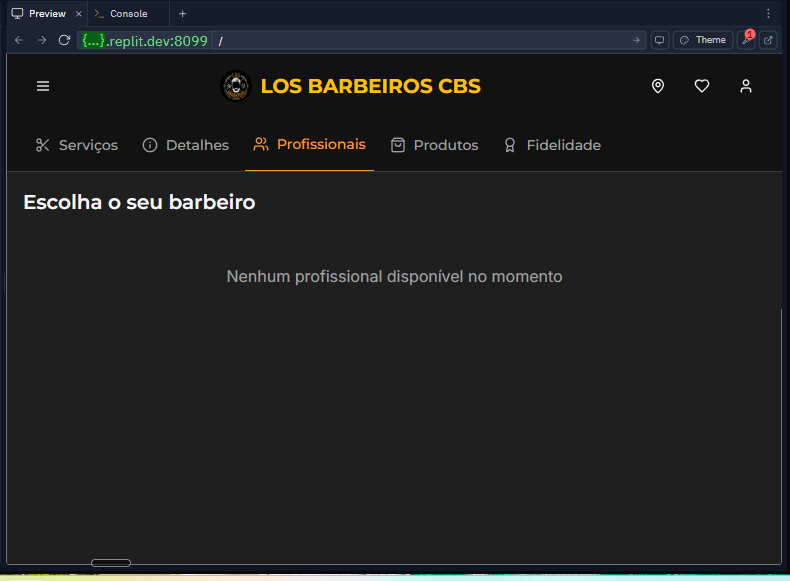 Preview
Console
{...}.replit.dev:8099 /
Theme
1
LOS BARBEIROS CBS
Serviços
Detalhes
Profissionais
Produtos
Fidelidade
Escolha o seu barbeiro
Nenhum profissional disponível no momento